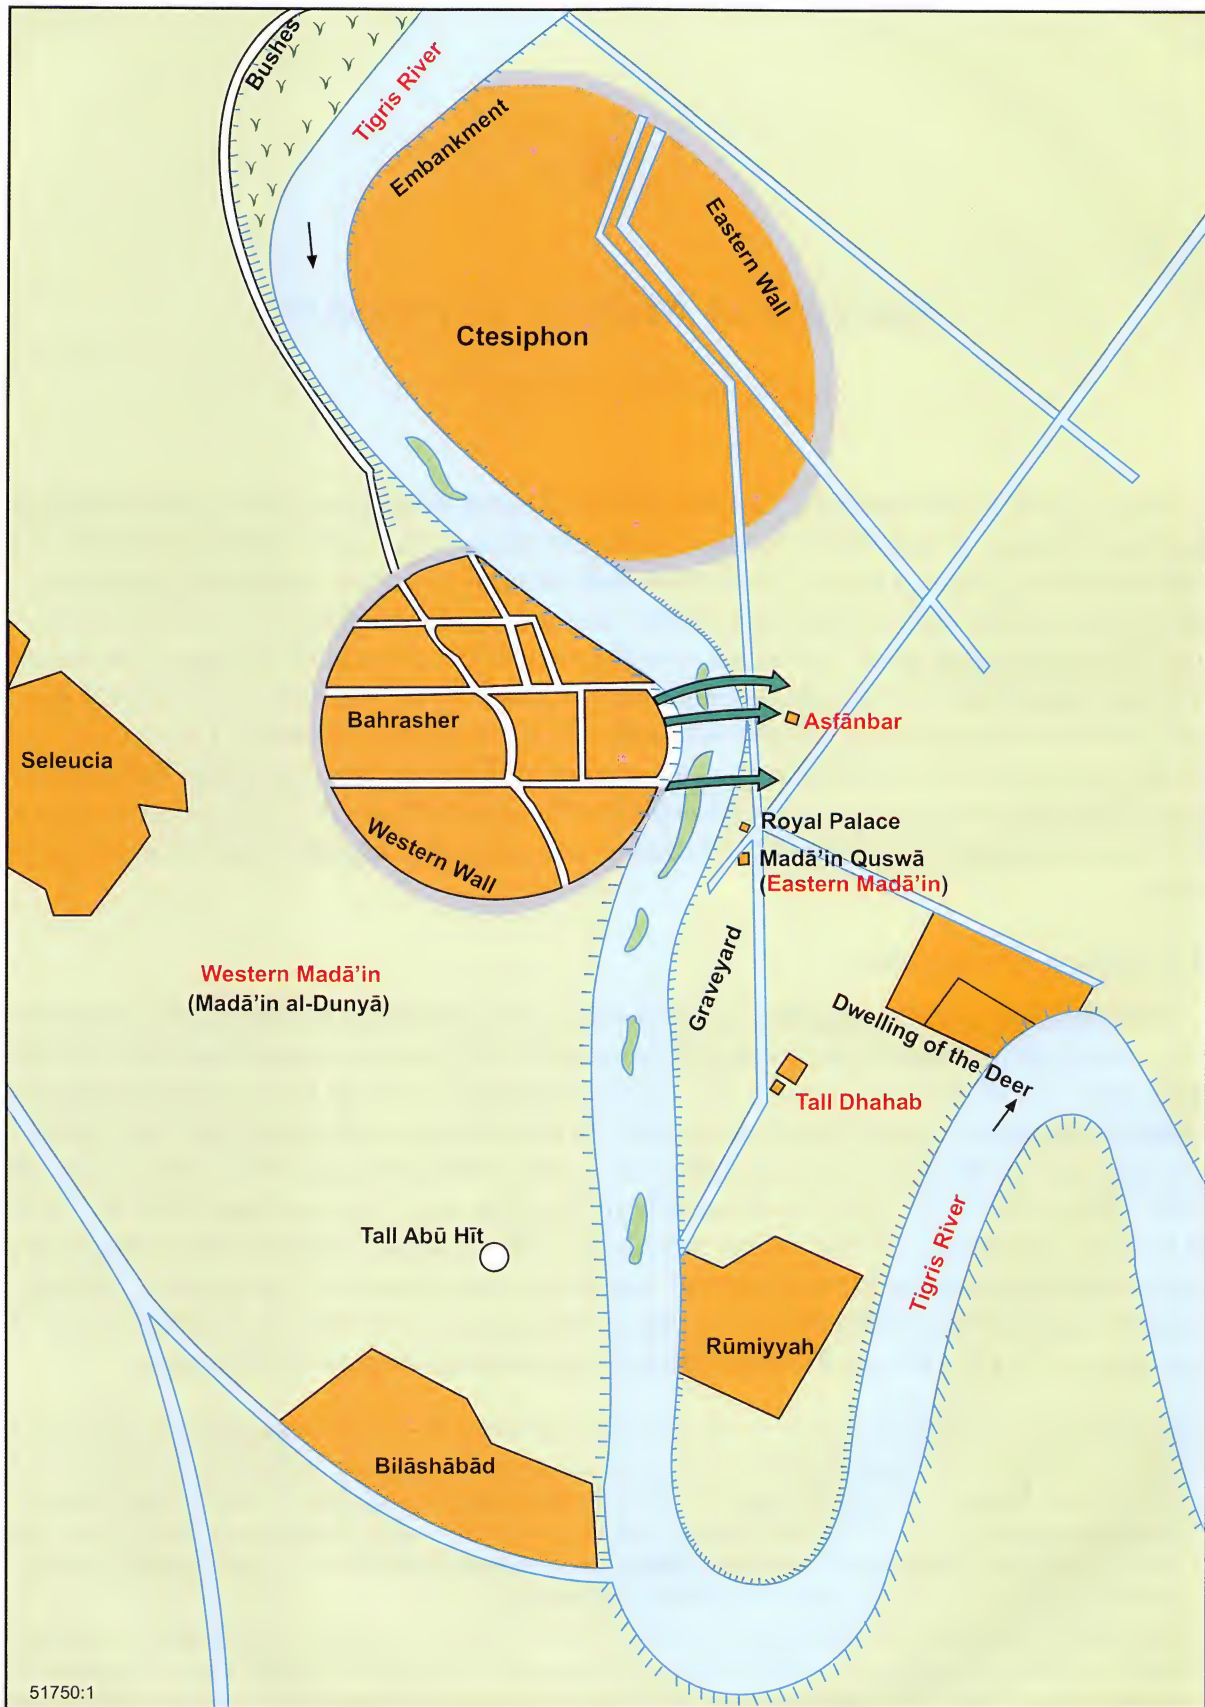 Bushes
Tigris River
Embankment
Eastern Wall
Ctesiphon
Bahrasher
Asfānbar
Seleucia
Royal Palace
Western Wall
Madā'in Quswā
(Eastern Madā'in)
Graveyard
Western Madā'in
(Madā'in al-Dunyā)
Dwelling of the Deer
Tall Dhahab
Tall Abū Hīt
Tigris River
Rūmiyyah
Bilāshābād
51750:1